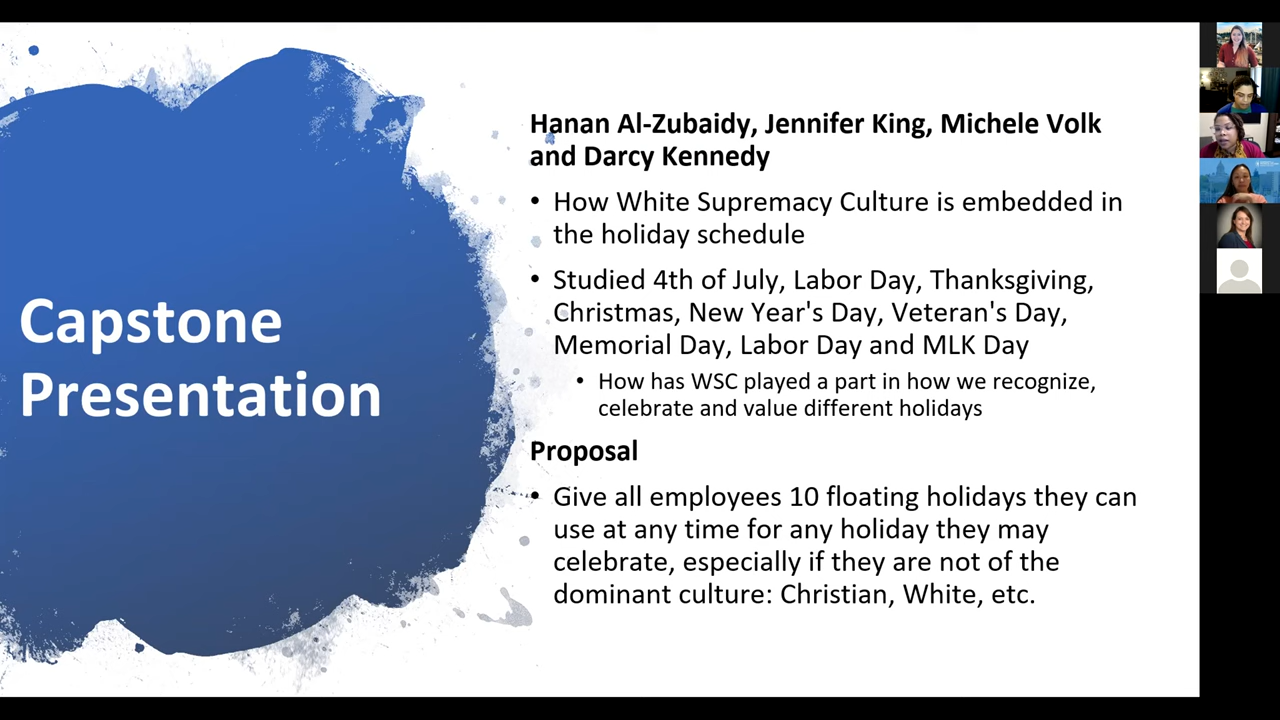 Capstone
Presentation
Hanan Al-Zubaidy, Jennifer King, Michele Volk
and Darcy Kennedy
• How White Supremacy Culture is embedded in
the holiday schedule
• Studied 4th of July, Labor Day, Thanksgiving,
Christmas, New Year's Day, Veteran's Day,
Memorial Day, Labor Day and MLK Day
• How has WSC played a part in how we recognize,
celebrate and value different holidays
Proposal
• Give all employees 10 floating holidays they can
use at any time for any holiday they may
celebrate, especially if they are not of the
dominant culture: Christian, White, etc.